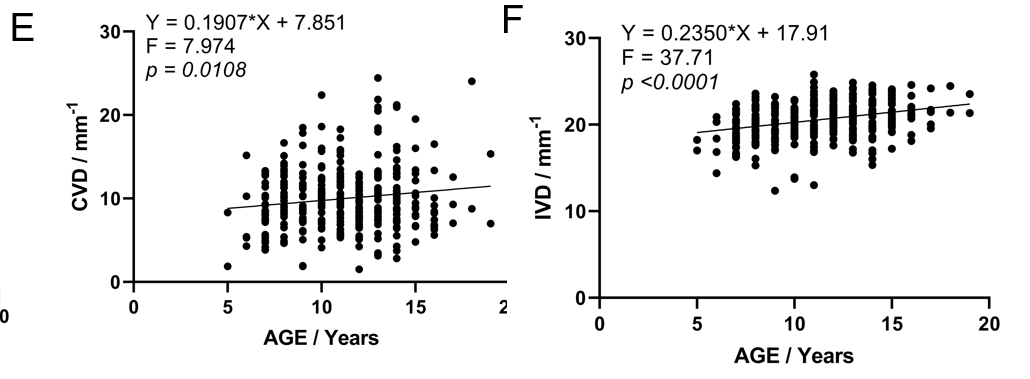 E
Y = 0.1907*X + 7.851
F = 7.974
p = 0.0108
30
20
10
0
CVD / mm-1
0
5
10
15
2
AGE / Years
0
F
Y = 0.2350*X + 17.91
F = 37.71
p <0.0001
30
20
10
0
IVD / mm-1
0
5
10
15
20
AGE / Years